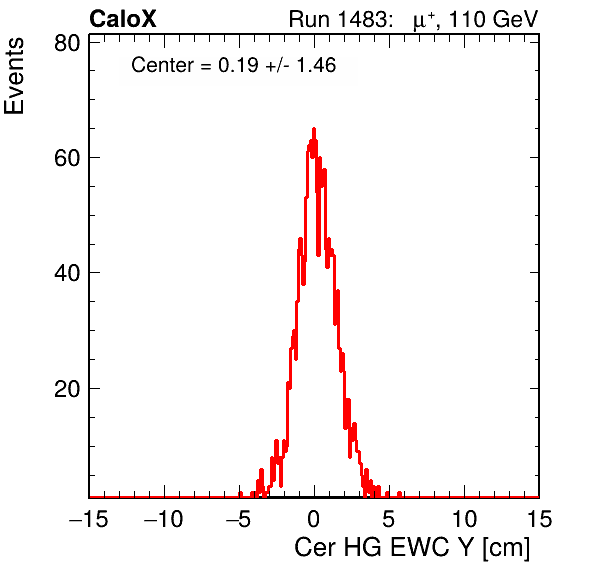 CaloX Run 1483: μ⁺, 110 GeV
Events
Center = 0.19 +/- 1.46
80
60
40
20
−15 −10 −5 0 5 10 15
Cer HG EWC Y [cm]